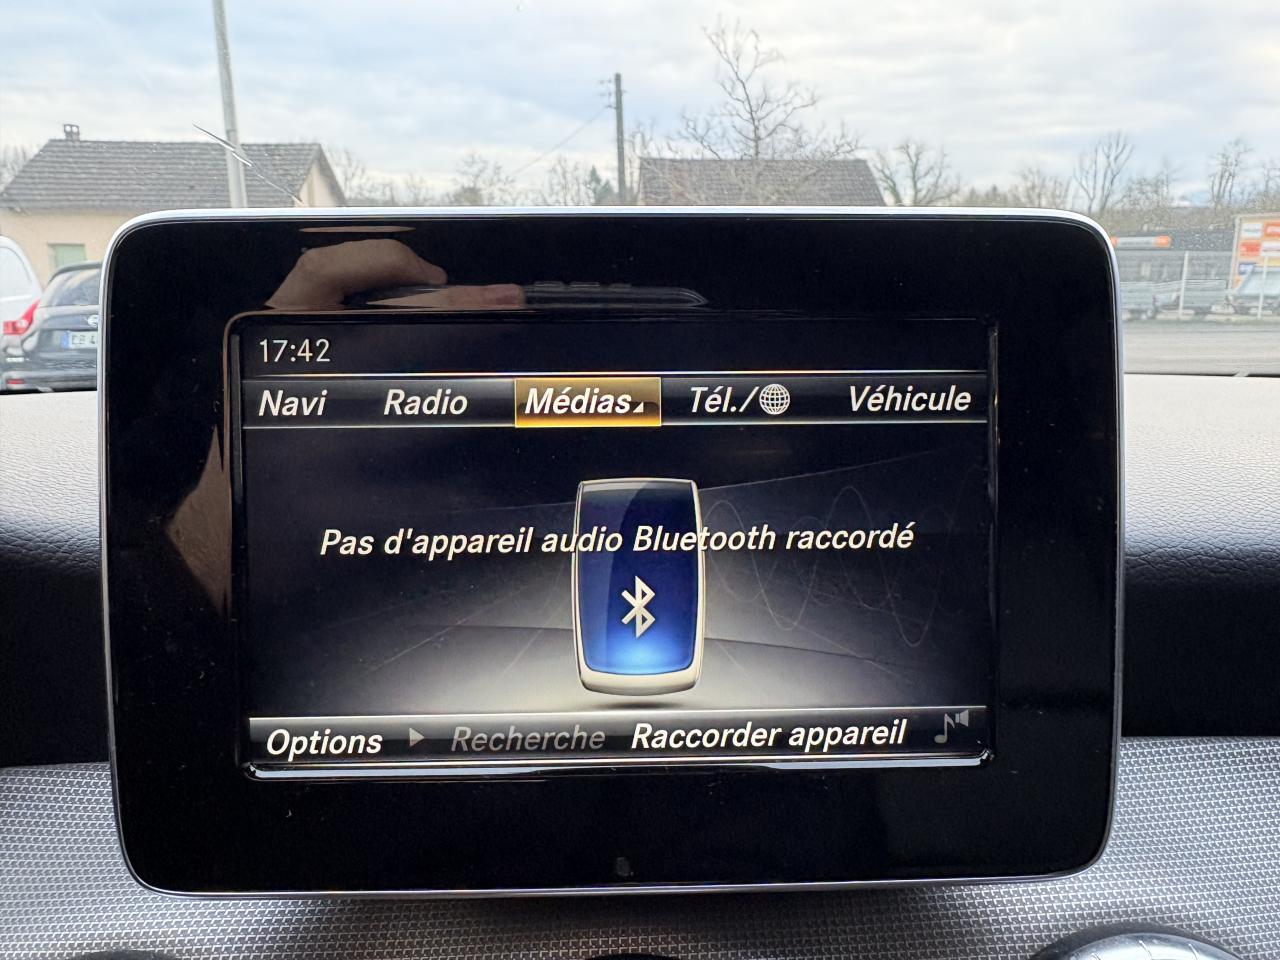 17:42
Navi Radio Médias Tél./ Véhicule
Pas d'appareil audio Bluetooth raccordé
Options Recherche Raccorder appareil